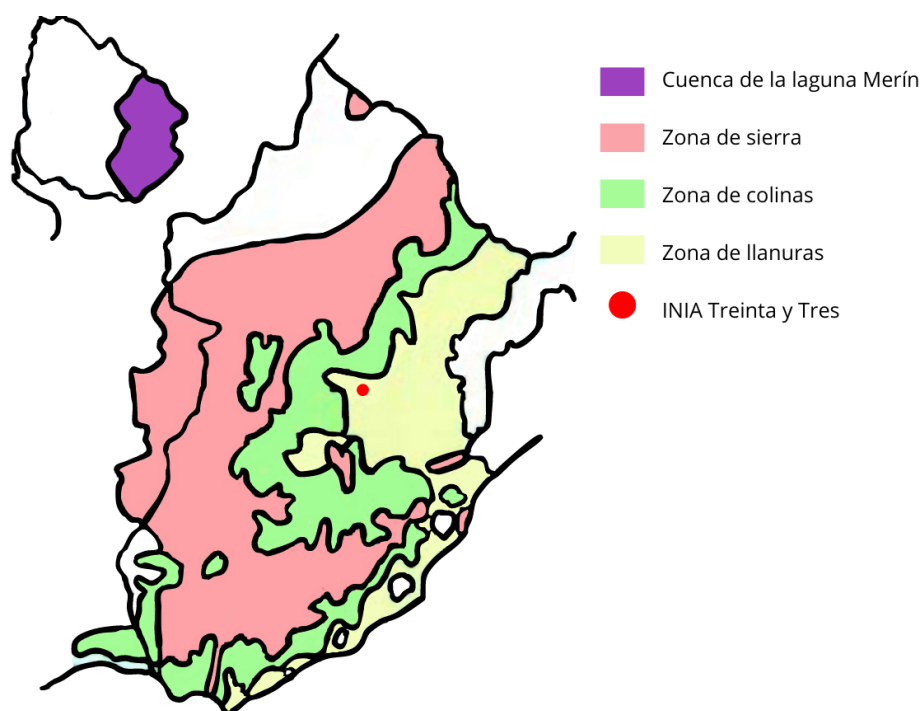 Cuenca de la laguna Merín
Zona de sierra
Zona de colinas
Zona de llanuras
INIA Treinta y Tres